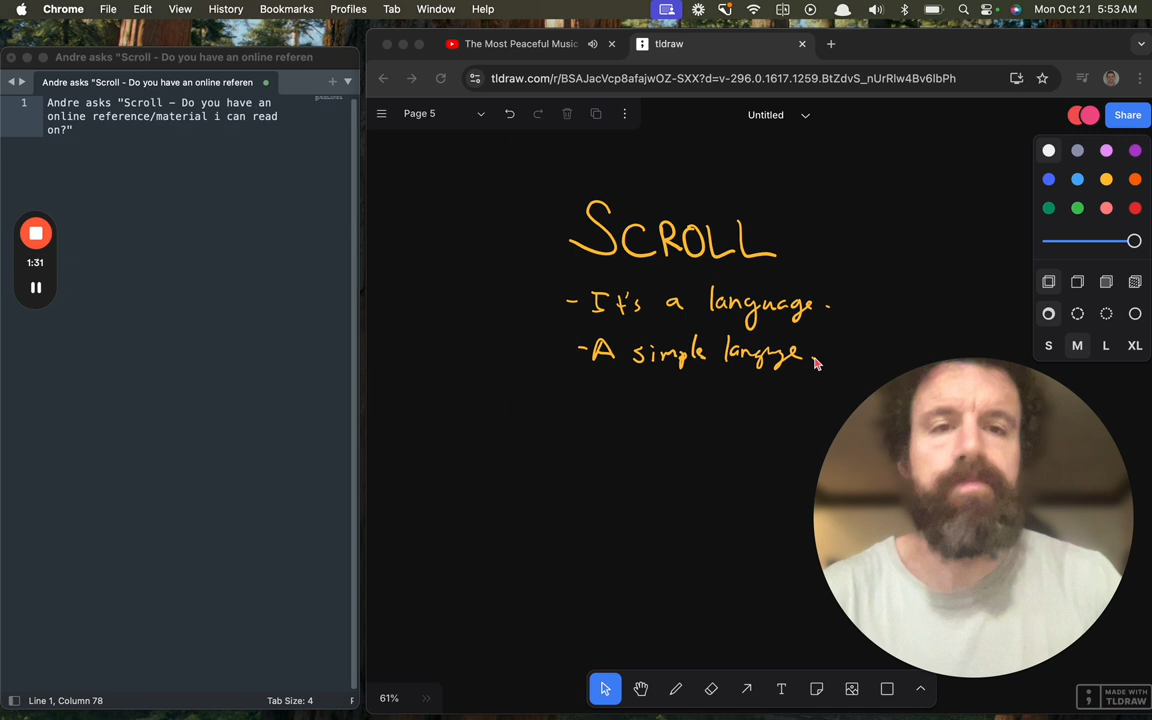 Chrome File Edit View History Bookmarks Profiles Tab Window Help Mon Oct 21 5:53 AM
Andre asks "Scroll - Do you have an online referen
Andre asks "Scroll - Do you have an online referen
1 Andre asks "Scroll – Do you have an
online reference/material i can read
on?"
1:31
Line 1, Column 78 Tab Size: 4
The Most Peaceful Music
tldraw
tldraw.com/r/BSAJacVcp8afajwOZ-SXX?d=v-296.0.1617.1259.BtZdvS_nUrRlw4Bv6lbPh
Page 5 Untitled Share
SCROLL
- It's a language.
- A simple langyge.
S M L XL
61%
T
MADE WITH
TLDRAW